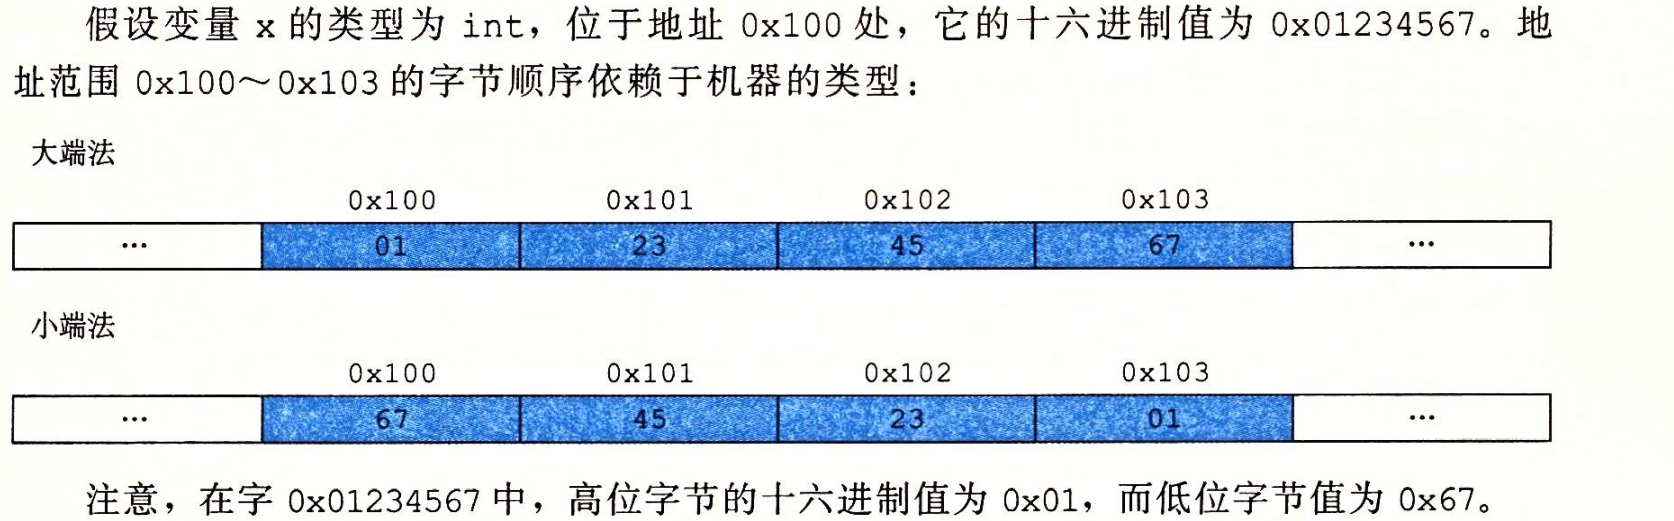 假设变量 x 的类型为 int，位于地址 0x100 处，它的十六进制值为 0x01234567。地
址范围 0x100～0x103 的字节顺序依赖于机器的类型：
大端法
0x100 0x101 0x102 0x103
… 01 23 45 67 …
小端法
0x100 0x101 0x102 0x103
… 67 45 23 01 …
注意，在字 0x01234567 中，高位字节的十六进制值为 0x01，而低位字节值为 0x67。